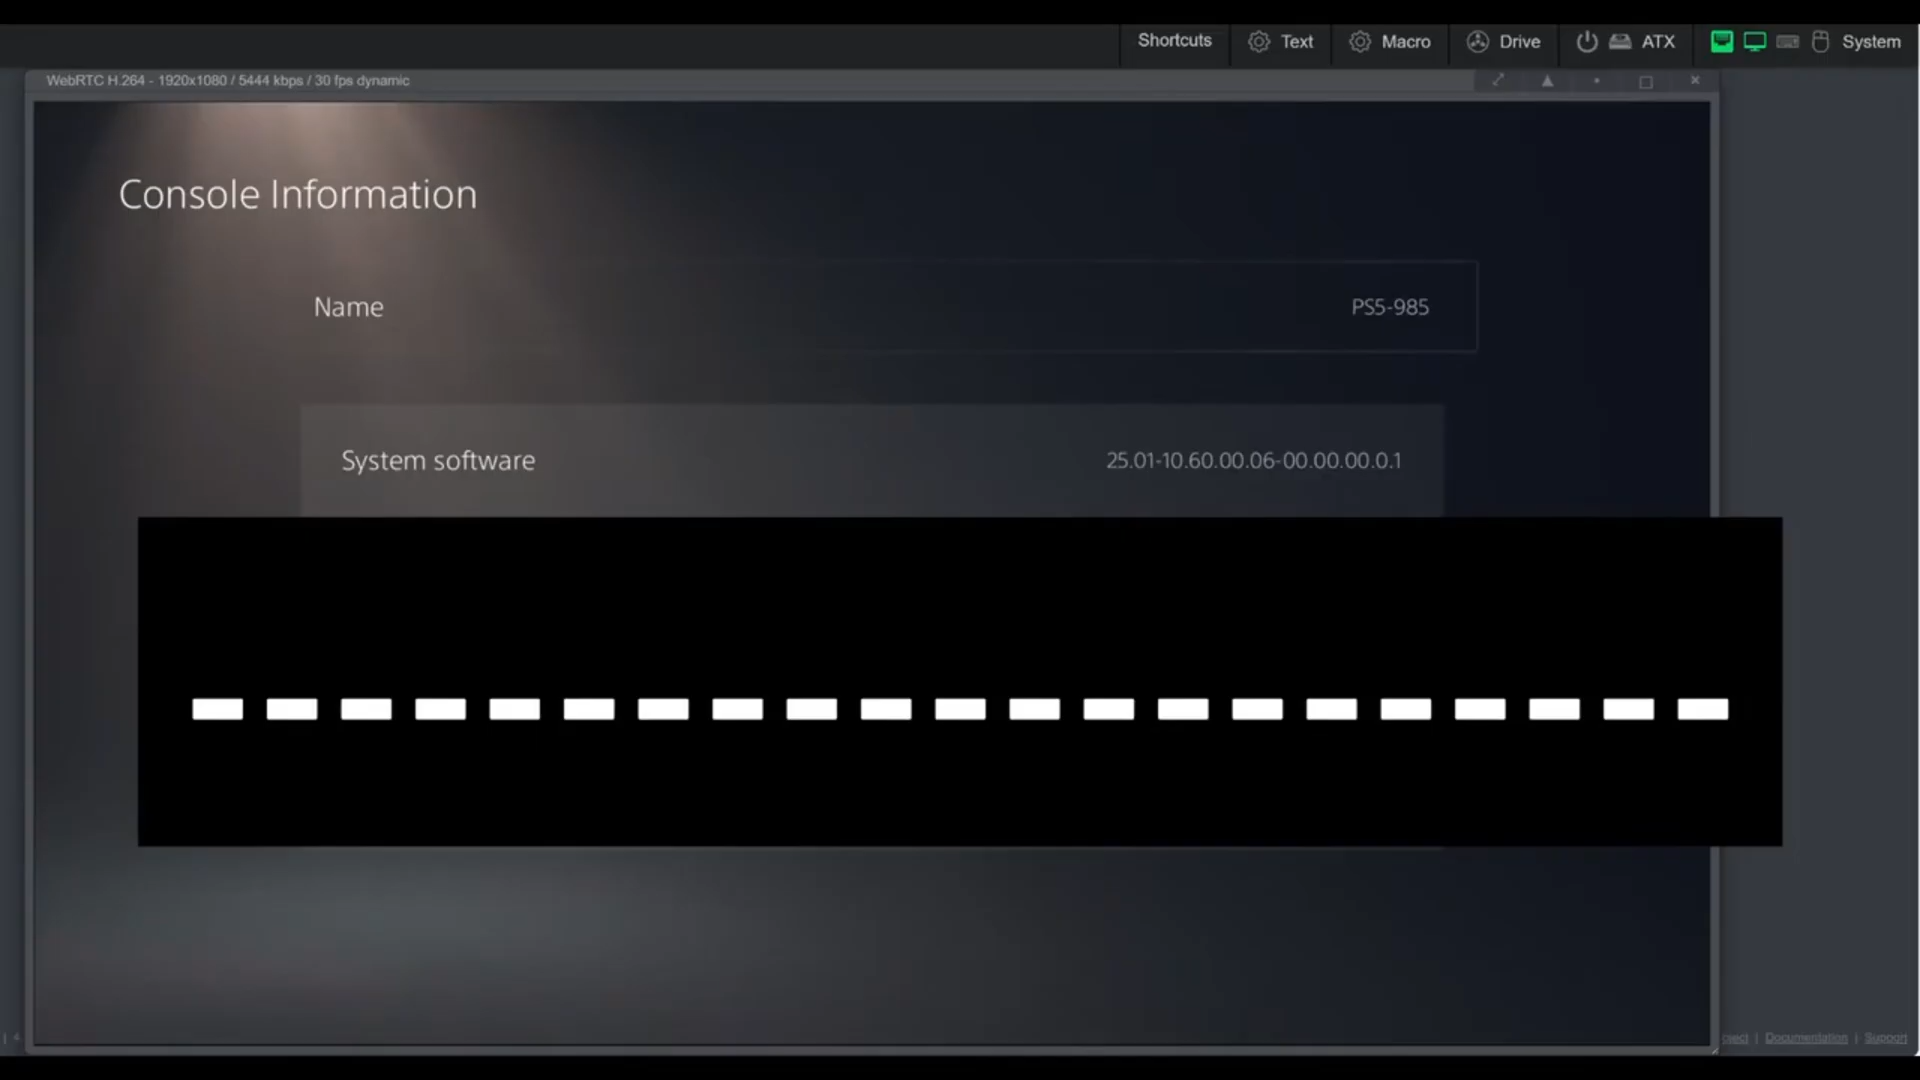 Shortcuts Text Macro Drive ATX System
WebRTC H.264 - 1920x1080 / 5444 kbps / 30 fps dynamic
Console Information
Name PS5-985
System software 25.01-10.60.00.06-00.00.00.0.1
| Documentation | Support